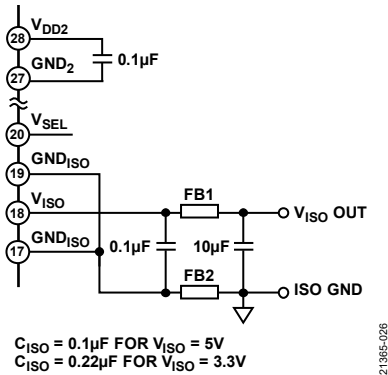 28
VDD2
0.1µF
27
GND2
20
VSEL
19
GNDISO
18
VISO
FB1
VISO OUT
17
GNDISO
0.1µF
10µF
FB2
ISO GND
CISO = 0.1µF FOR VISO = 5V
CISO = 0.22µF FOR VISO = 3.3V
21365-026